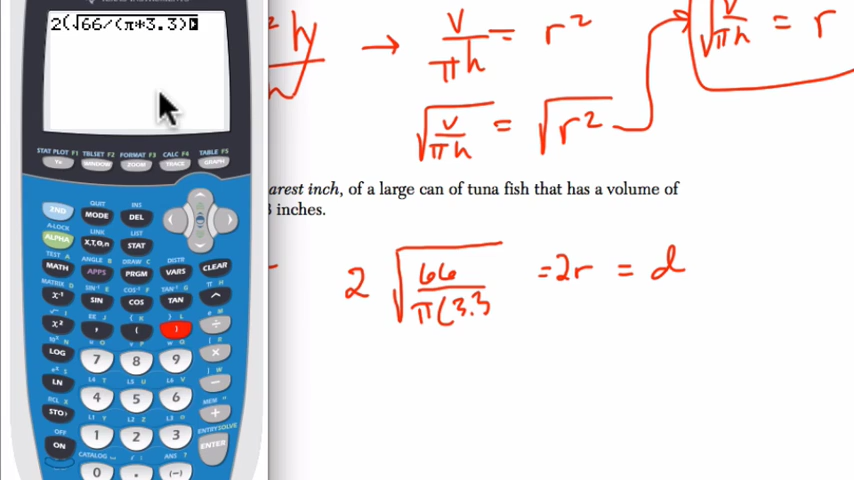 2(√66/(π*3.3)
STAT PLOT F1 TBLSET F2 FORMAT F3 CALC F4 TABLE F5
Y= WINDOW ZOOM TRACE GRAPH
QUIT INS
2ND MODE DEL
A-LOCK LINK LIST
ALPHA X,T,Θ,n STAT
TEST A ANGLE B DRAW C DISTR
MATH APPS PRGM VARS CLEAR
MATRIX D SIN⁻¹ E COS⁻¹ F TAN⁻¹ G π H
x⁻¹ SIN COS TAN ^
x² , ( ) ÷
LOG 7 8 9 ×
LN 4 5 6 −
RCL X L1 L2 L3 MEM "
STO› 1 2 3 +
OFF CATALOG ANS ? ENTRY SOLVE
ON 0 . (−) ENTER
→ V/πh = r²
√V/πh = √r²
√V/πh = r
arest inch, of a large can of tuna fish that has a volume of
inches.
2 √66/π(3.3 =2r = d